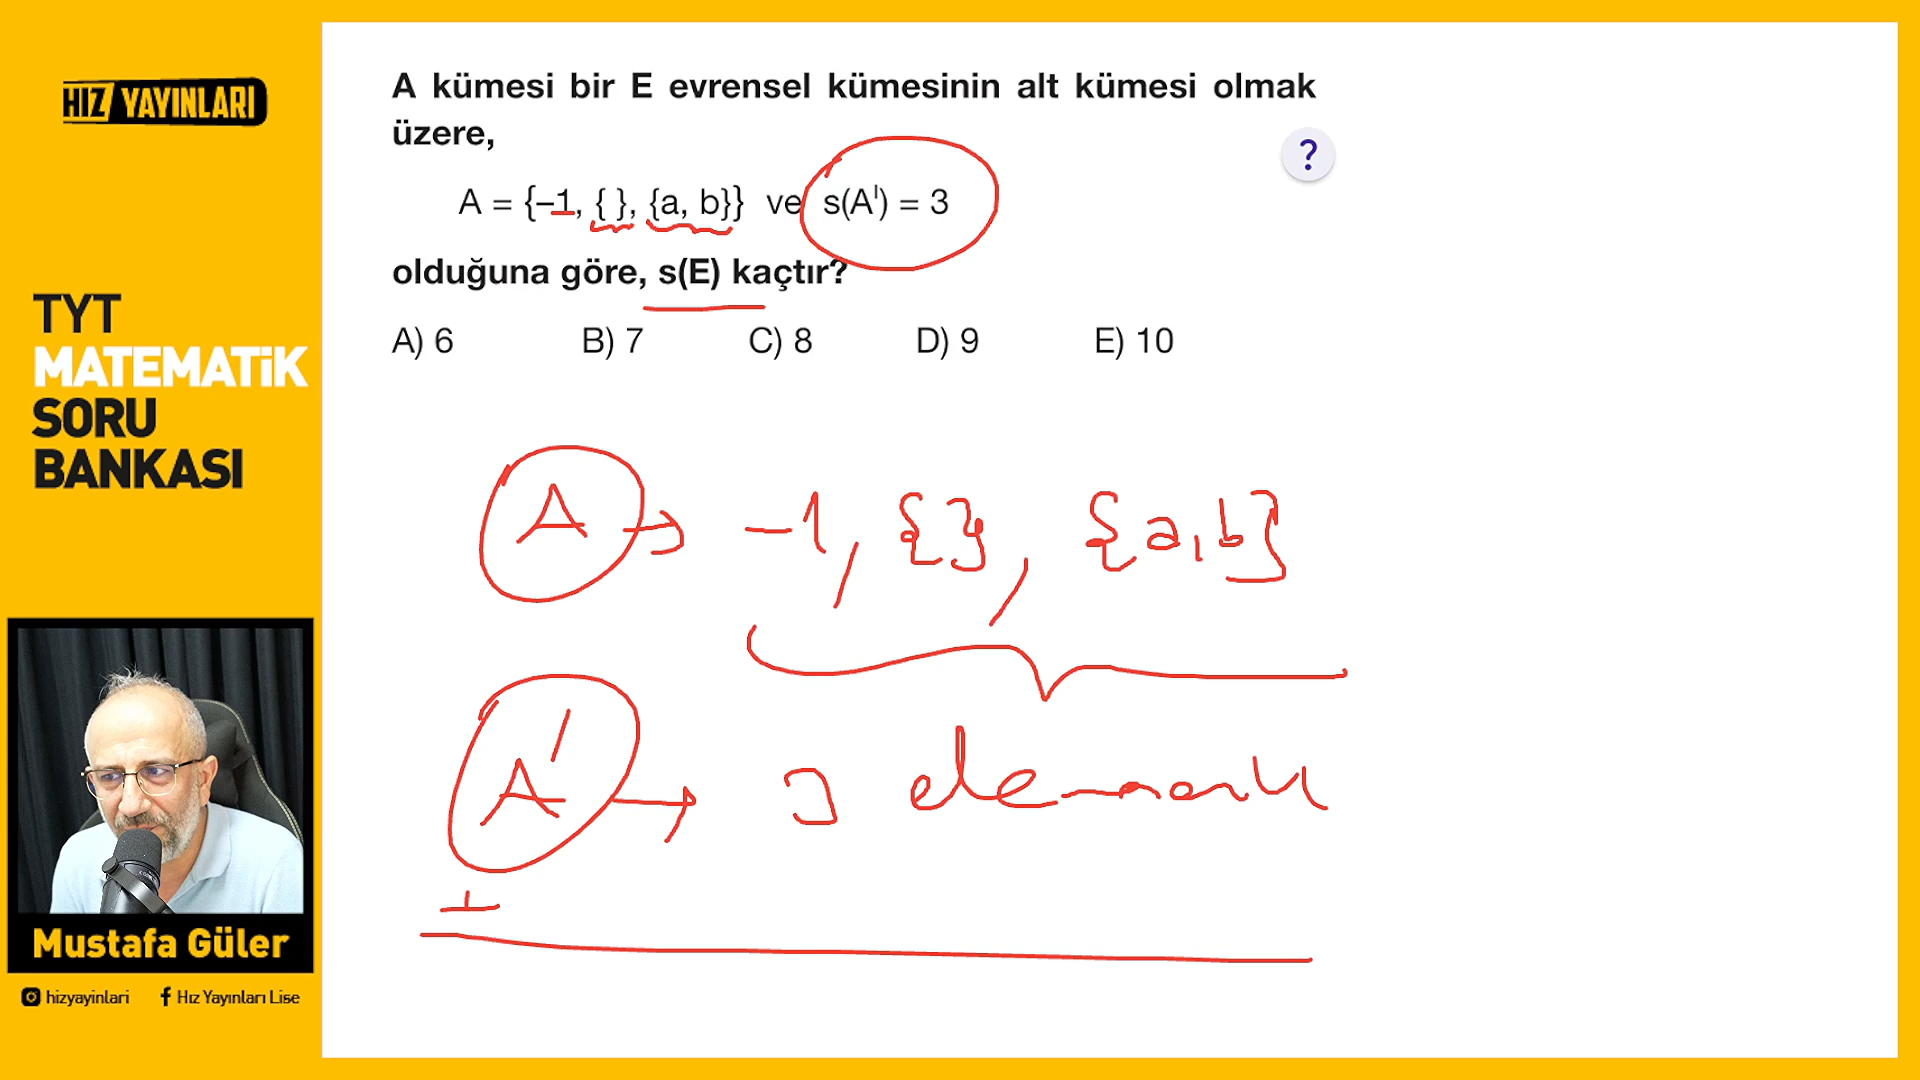 HIZ YAYINLARI
TYT
MATEMATİK
SORU
BANKASI
A kümesi bir E evrensel kümesinin alt kümesi olmak
üzere,
A = {–1, { }, {a, b}} ve s(A') = 3
olduğuna göre, s(E) kaçtır?
A) 6 B) 7 C) 8 D) 9 E) 10
?
A → -1, {}, {a,b}
A' → 3 elemanlı
+
Mustafa Güler
hizyayinlari Hız Yayınları Lise